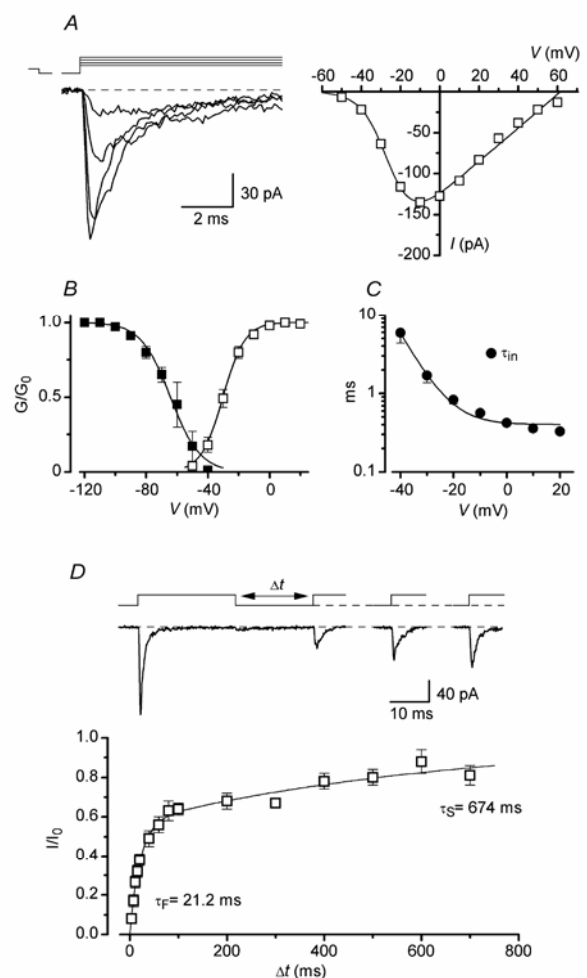 A
V (mV)
-60 -40 -20 0 20 40 60
-50
-100
-150
-200
I (pA)
30 pA
2 ms
B
C
1.0
0.5
0
G/G0
-120 -80 -40 0
V (mV)
10
1
0.1
ms
τin
-40 -20 0 20
V (mV)
D
Δt
40 pA
10 ms
I/I0
1.0
0.8
0.6
0.4
0.2
0.0
τS= 674 ms
τF= 21.2 ms
0 200 400 600 800
Δt (ms)